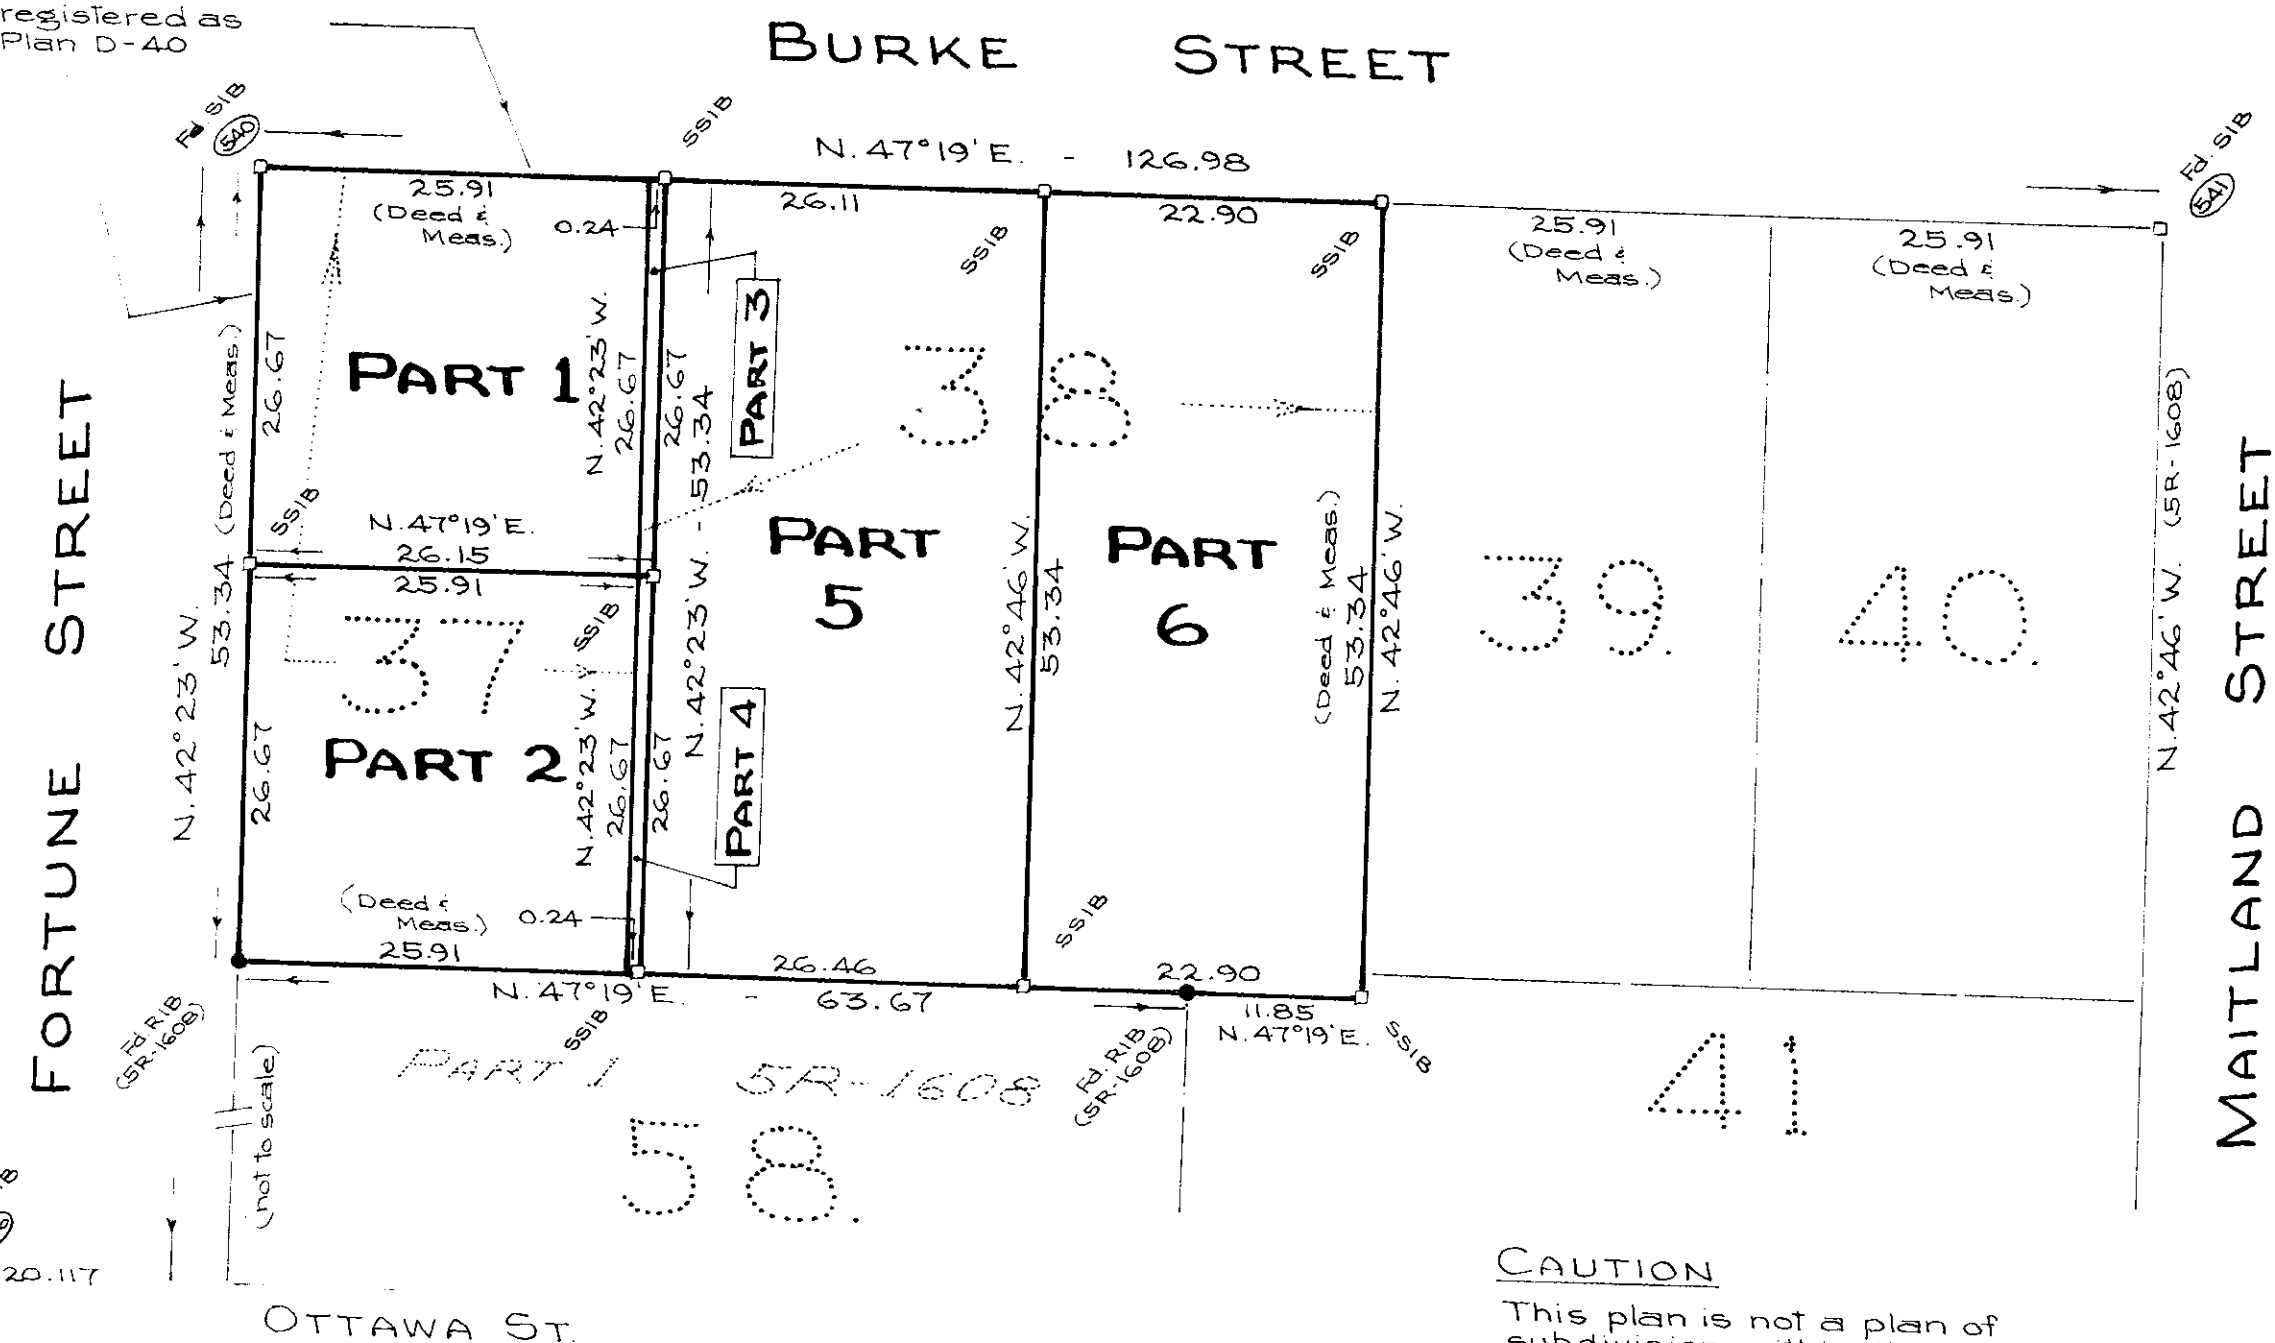 registered as
Plan D-40
BURKE STREET
Fd. SIB
540
SSIB
N. 47°19' E. - 126.98
Fd. SIB
541
25.91
(Deed &
Meas.)
0.24
26.11
22.90
25.91
(Deed &
Meas.)
25.91
(Deed &
Meas.)
SSIB
SSIB
PART 1
PART 3
38
26.67
53.34 (Deed & Meas.)
N. 42°23' W.
N. 42°23' W.
26.67
26.67
N. 42°23' W. - 53.34
SSIB
N. 47°19' E.
26.15
25.91
SSIB
PART
5
N. 42°46' W.
53.34
PART
6
(Deed & Meas.)
53.34
N. 42°46' W.
39.
40.
N. 42°46' W. (5R-1608)
FORTUNE STREET
MAITLAND STREET
37
PART 2
PART 4
26.67
N. 42°23' W.
26.67
26.67
(Deed &
Meas.)
0.24
25.91
26.46
SSIB
22.90
N. 47°19' E. - 63.67
11.85
N. 47°19' E.
SSIB
SSIB
Fd. RIB
(5R-1608)
Fd. RIB
(5R-1608)
PART 1 5R-1608
58.
41
(not to scale)
20.117
OTTAWA ST.
CAUTION
This plan is not a plan of